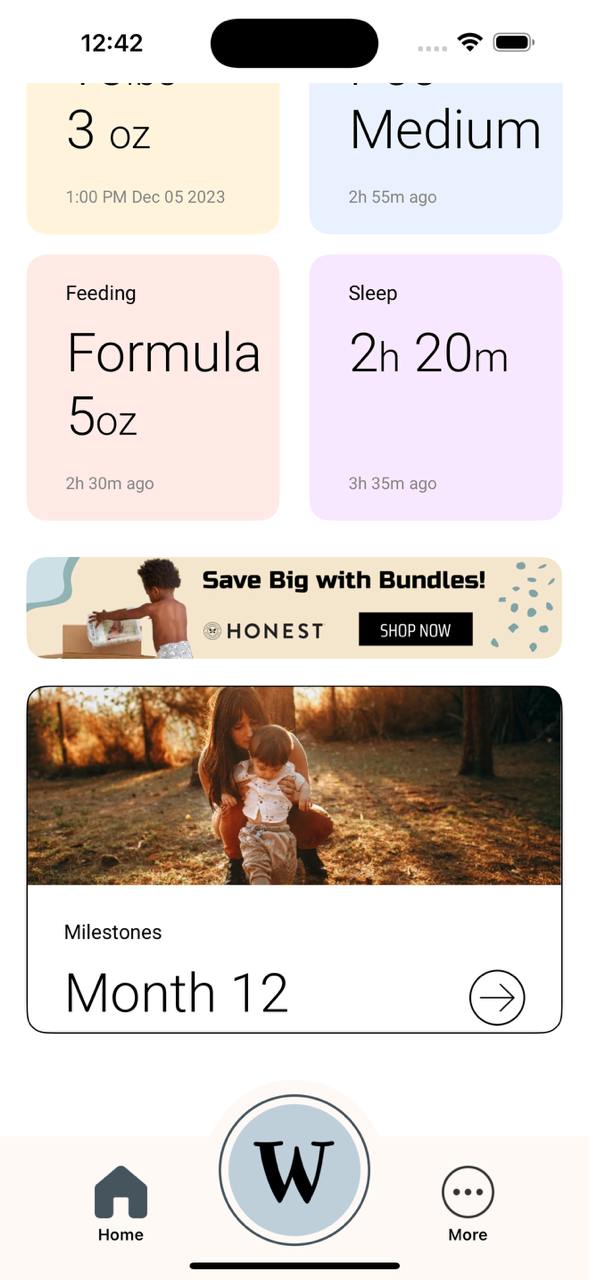 12:42
3 oz
Medium
1:00 PM Dec 05 2023
2h 55m ago
Feeding
Sleep
Formula
2h 20m
5oz
2h 30m ago
3h 35m ago
Save Big with Bundles!
HONEST
SHOP NOW
Milestones
Month 12
W
Home
More